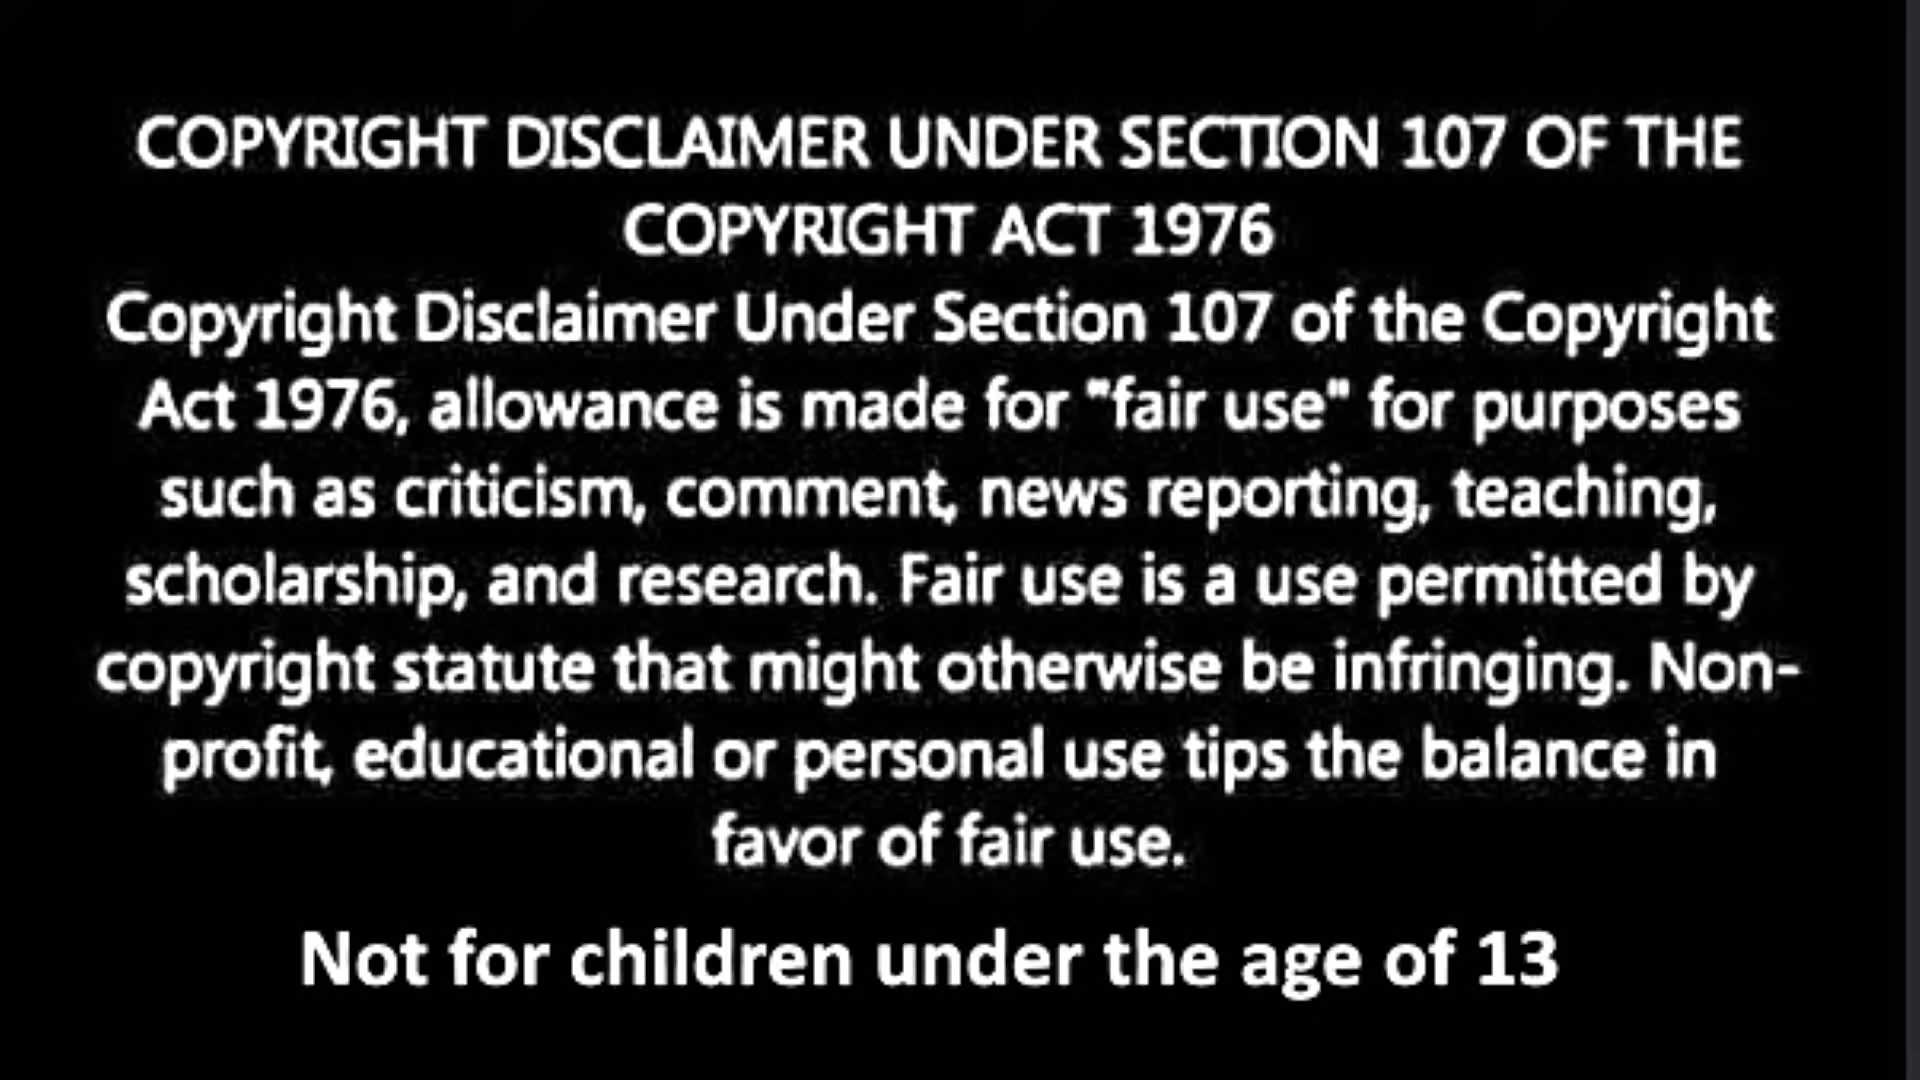 COPYRIGHT DISCLAIMER UNDER SECTION 107 OF THE
COPYRIGHT ACT 1976
Copyright Disclaimer Under Section 107 of the Copyright
Act 1976, allowance is made for "fair use" for purposes
such as criticism, comment, news reporting, teaching,
scholarship, and research. Fair use is a use permitted by
copyright statute that might otherwise be infringing. Non-
profit, educational or personal use tips the balance in
favor of fair use.
Not for children under the age of 13